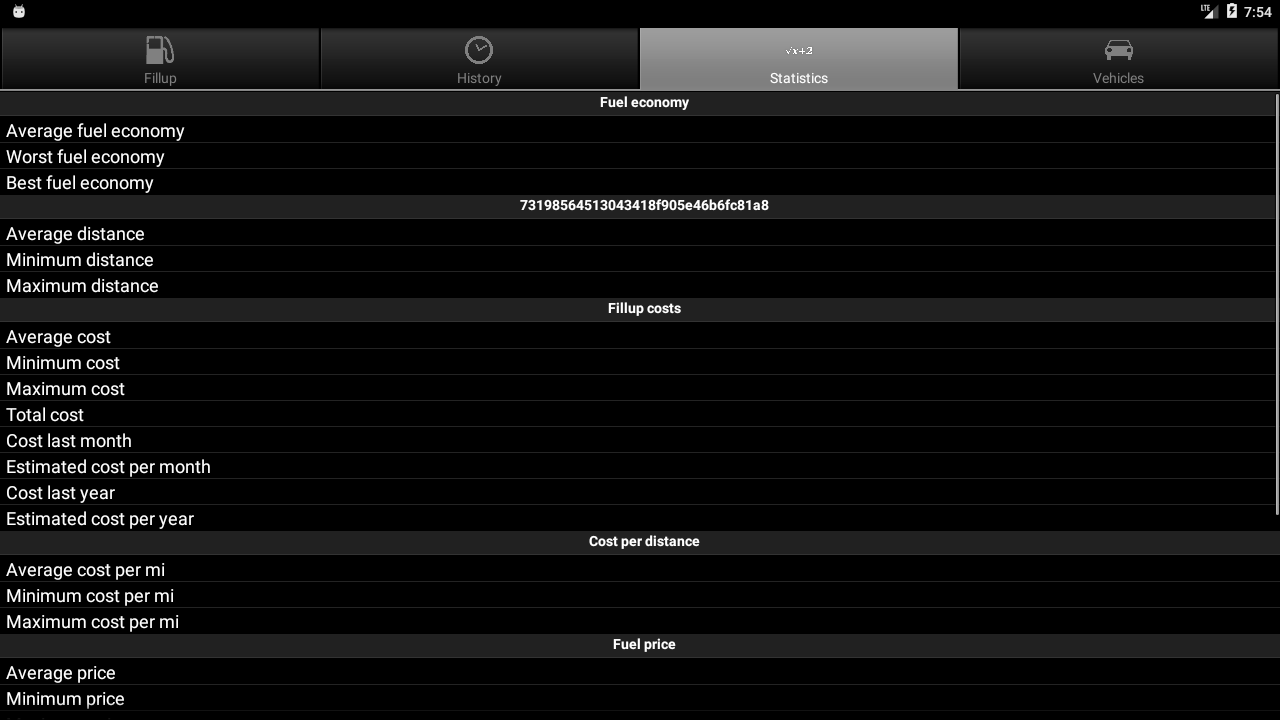 LTE 7:54
Fillup
History
√x+2
Statistics
Vehicles
Fuel economy
Average fuel economy
Worst fuel economy
Best fuel economy
73198564513043418f905e46b6fc81a8
Average distance
Minimum distance
Maximum distance
Fillup costs
Average cost
Minimum cost
Maximum cost
Total cost
Cost last month
Estimated cost per month
Cost last year
Estimated cost per year
Cost per distance
Average cost per mi
Minimum cost per mi
Maximum cost per mi
Fuel price
Average price
Minimum price